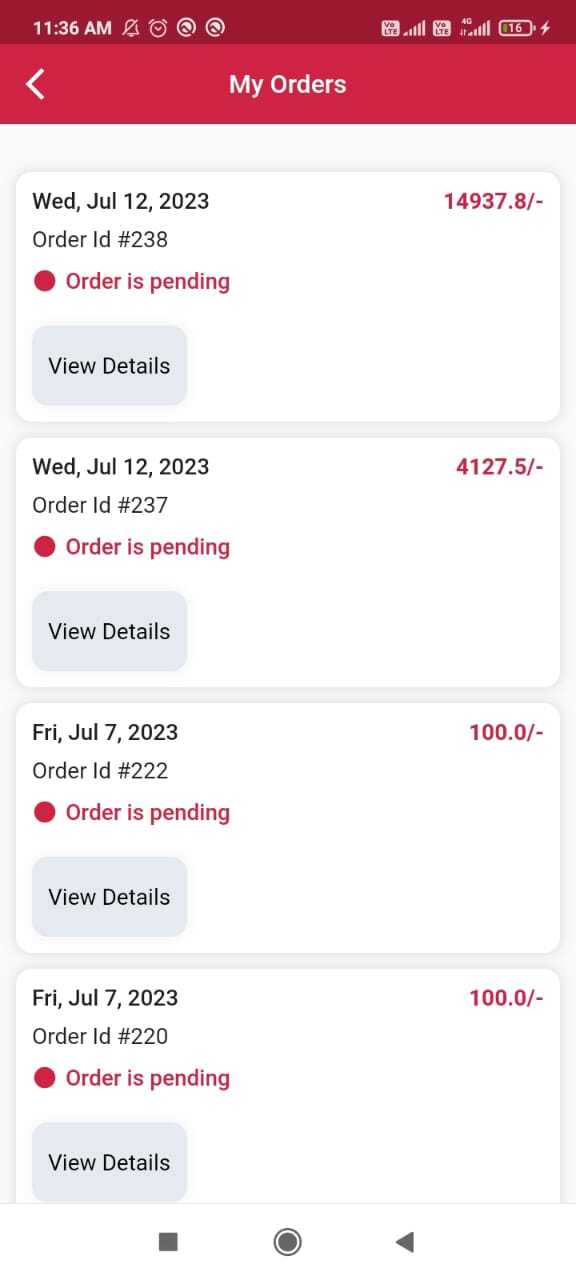 11:36 AM
Vo LTE Vo LTE 4G 16
My Orders
Wed, Jul 12, 2023 14937.8/-
Order Id #238
Order is pending
View Details
Wed, Jul 12, 2023 4127.5/-
Order Id #237
Order is pending
View Details
Fri, Jul 7, 2023 100.0/-
Order Id #222
Order is pending
View Details
Fri, Jul 7, 2023 100.0/-
Order Id #220
Order is pending
View Details